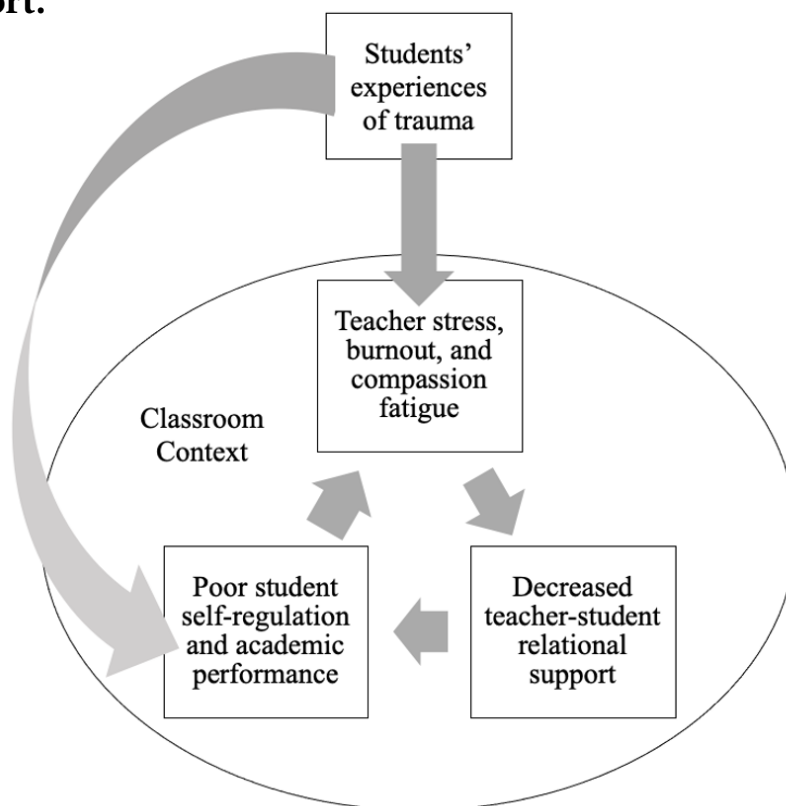 ort.
Students’
experiences
of trauma
Teacher stress,
burnout, and
compassion
fatigue
Classroom
Context
Poor student
self-regulation
and academic
performance
Decreased
teacher-student
relational
support